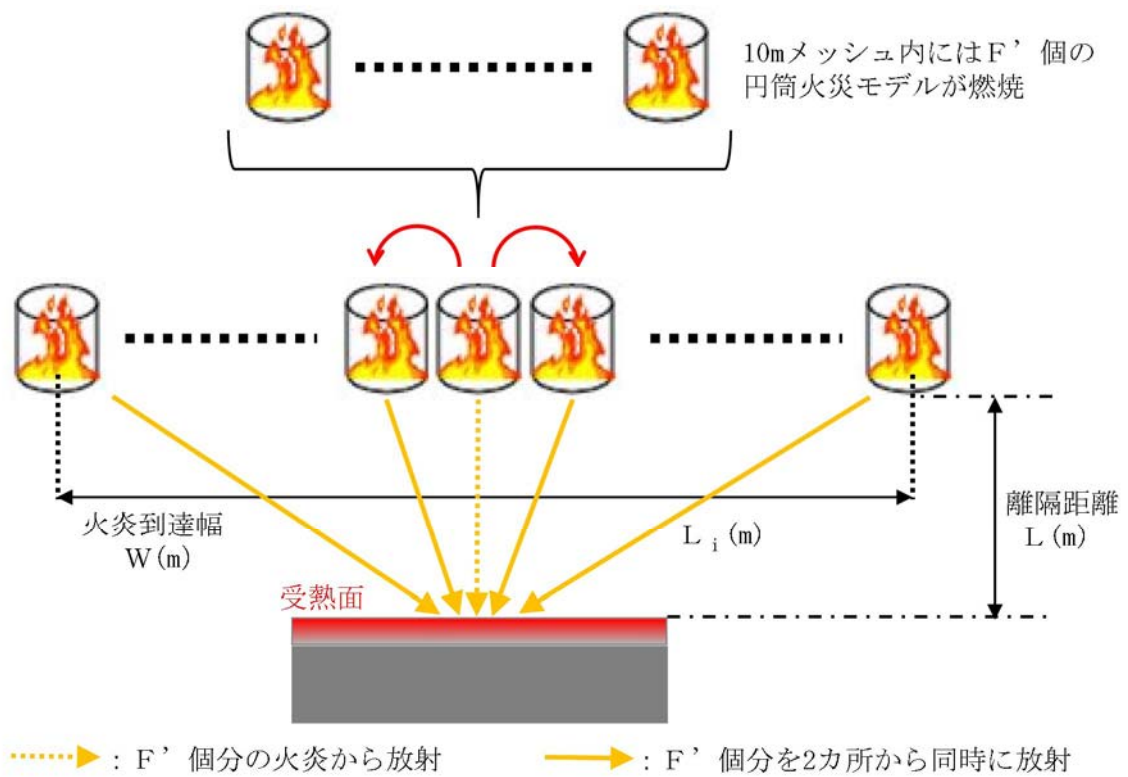 10mメッシュ内にはF’個の
円筒火災モデルが燃焼
火炎到達幅
W(m)
Li(m)
離隔距離
L(m)
受熱面
：F’個分の火炎から放射
：F’個分を2カ所から同時に放射